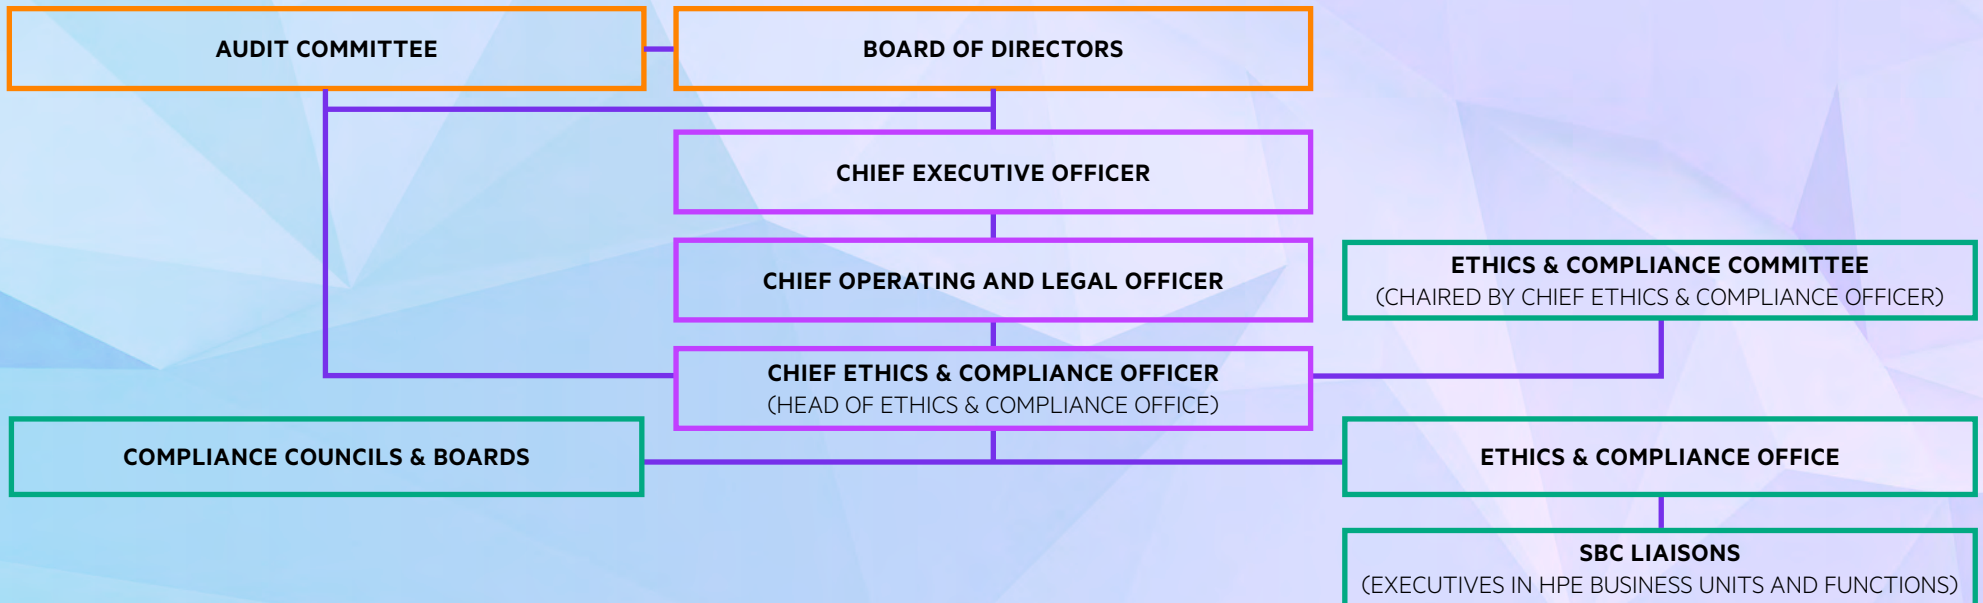 AUDIT COMMITTEE
BOARD OF DIRECTORS
CHIEF EXECUTIVE OFFICER
CHIEF OPERATING AND LEGAL OFFICER
ETHICS & COMPLIANCE COMMITTEE
(CHAIRED BY CHIEF ETHICS & COMPLIANCE OFFICER)
CHIEF ETHICS & COMPLIANCE OFFICER
(HEAD OF ETHICS & COMPLIANCE OFFICE)
COMPLIANCE COUNCILS & BOARDS
ETHICS & COMPLIANCE OFFICE
SBC LIAISONS
(EXECUTIVES IN HPE BUSINESS UNITS AND FUNCTIONS)